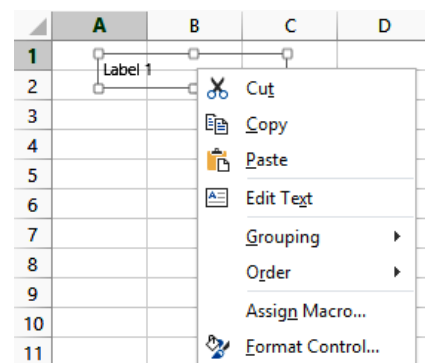 A B C D
1
Label 1
2
Cut
3
Copy
4
Paste
5
6
Edit Text
7
Grouping
8
Order
9
Assign Macro...
10
Format Control...
11